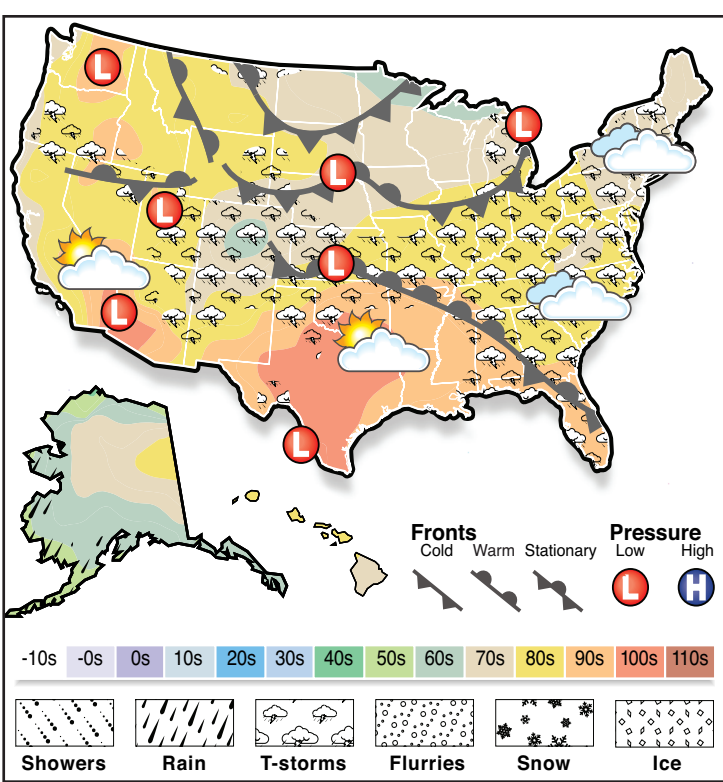 L
L
L
L
L
L
L
Fronts Pressure
Cold Warm Stationary Low High
L H
-10s -0s 0s 10s 20s 30s 40s 50s 60s 70s 80s 90s 100s 110s
Showers Rain T-storms Flurries Snow Ice